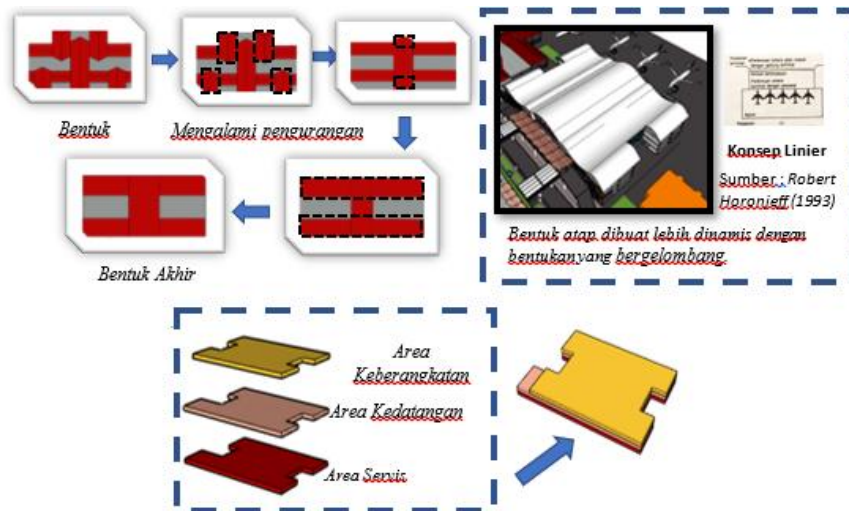 Bentuk
Mengalami pengurangan
Bentuk Akhir
Konsep Linier
Sumber ; Robert
Horonieff (1993)
Bentuk atap dibuat lebih dinamis dengan
bentukan yang bergelombang.
Area
Keberangkatan
Area Kedatangan
Area Servis